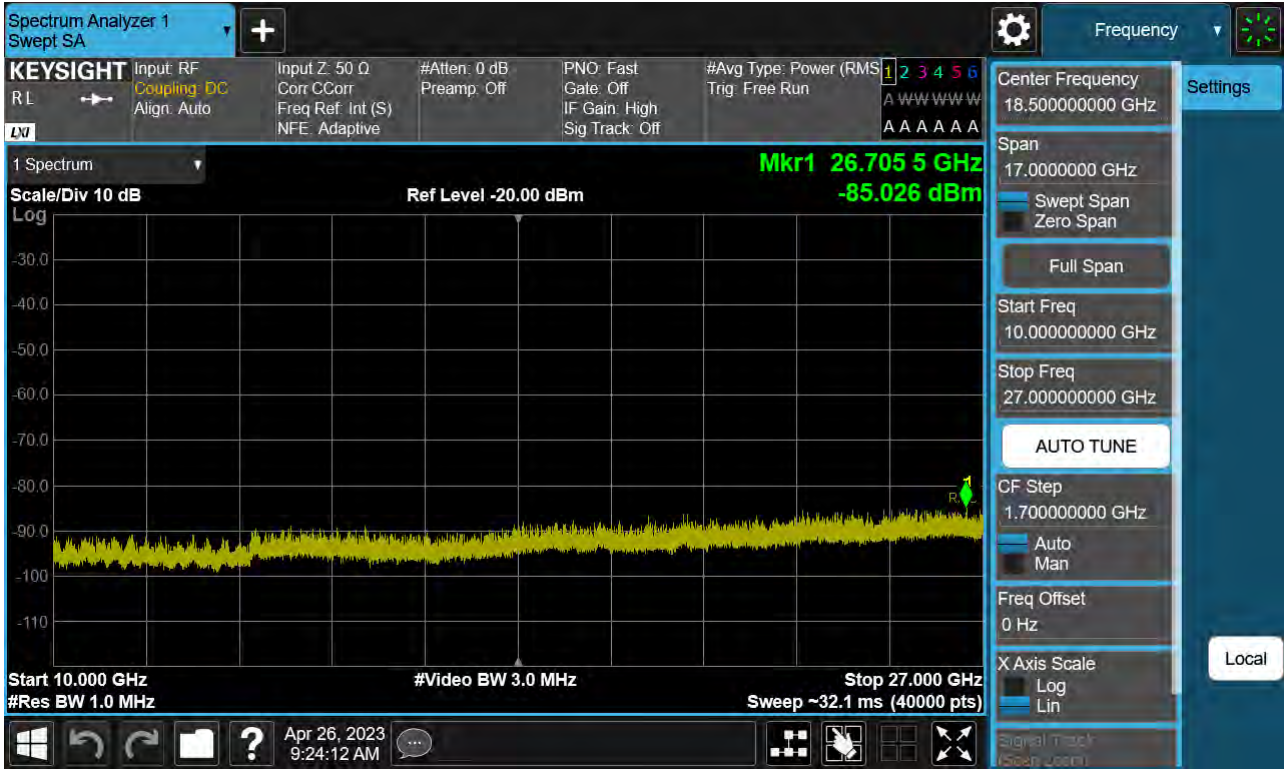 Spectrum Analyzer 1
Swept SA
+
Frequency
KEYSIGHT
RL
LXI
Input: RF
Coupling: DC
Align: Auto
Input Z: 50 Ω
Corr CCorr
Freq Ref: Int (S)
NFE: Adaptive
#Atten: 0 dB
Preamp: Off
PNO: Fast
Gate: Off
IF Gain: High
Sig Track: Off
#Avg Type: Power (RMS
Trig: Free Run
1 2 3 4 5 6
A W W W W W
A A A A A A
1 Spectrum
Scale/Div 10 dB
Log
Ref Level -20.00 dBm
Mkr1 26.705 5 GHz
-85.026 dBm
-30.0
-40.0
-50.0
-60.0
-70.0
-80.0
-90.0
-100
-110
1
Start 10.000 GHz
#Res BW 1.0 MHz
#Video BW 3.0 MHz
Stop 27.000 GHz
Sweep ~32.1 ms (40000 pts)
Center Frequency
18.500000000 GHz
Span
17.0000000 GHz
Swept Span
Zero Span
Full Span
Start Freq
10.000000000 GHz
Stop Freq
27.000000000 GHz
AUTO TUNE
CF Step
1.700000000 GHz
Auto
Man
Freq Offset
0 Hz
X Axis Scale
Log
Lin
Signal Track
(Span Zoom)
Settings
Local
?
Apr 26, 2023
9:24:12 AM